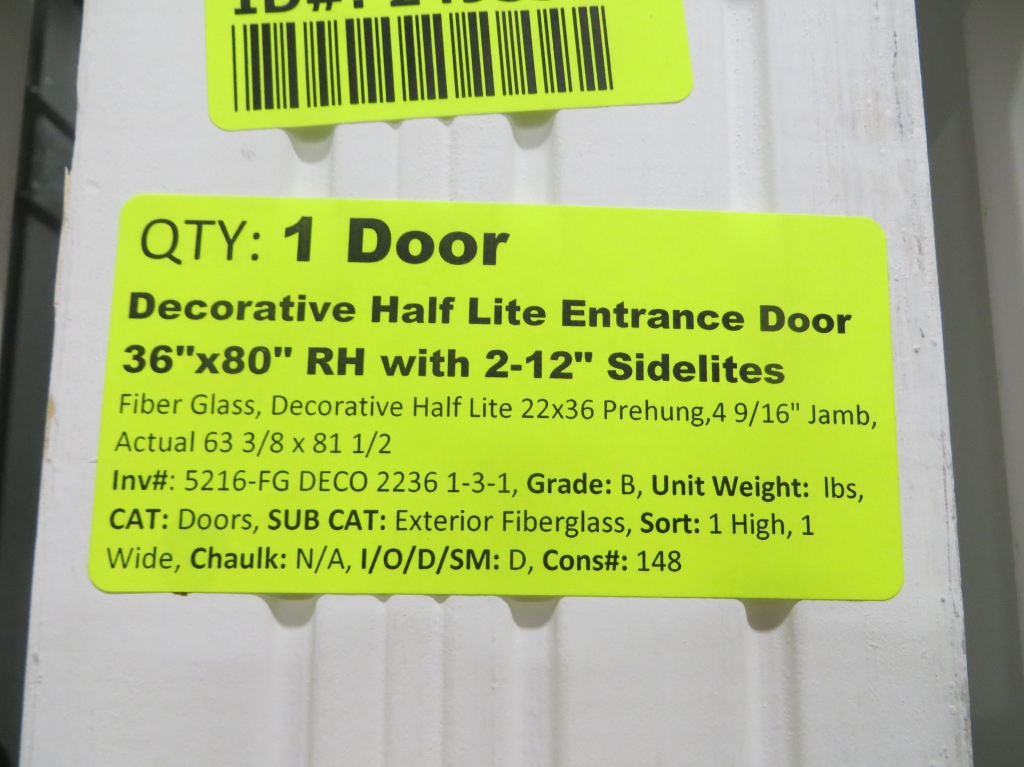 ID#:
QTY: 1 Door
Decorative Half Lite Entrance Door
36"x80" RH with 2-12" Sidelites
Fiber Glass, Decorative Half Lite 22x36 Prehung,4 9/16" Jamb,
Actual 63 3/8 x 81 1/2
Inv#: 5216-FG DECO 2236 1-3-1, Grade: B, Unit Weight: lbs,
CAT: Doors, SUB CAT: Exterior Fiberglass, Sort: 1 High, 1
Wide, Chaulk: N/A, I/O/D/SM: D, Cons#: 148